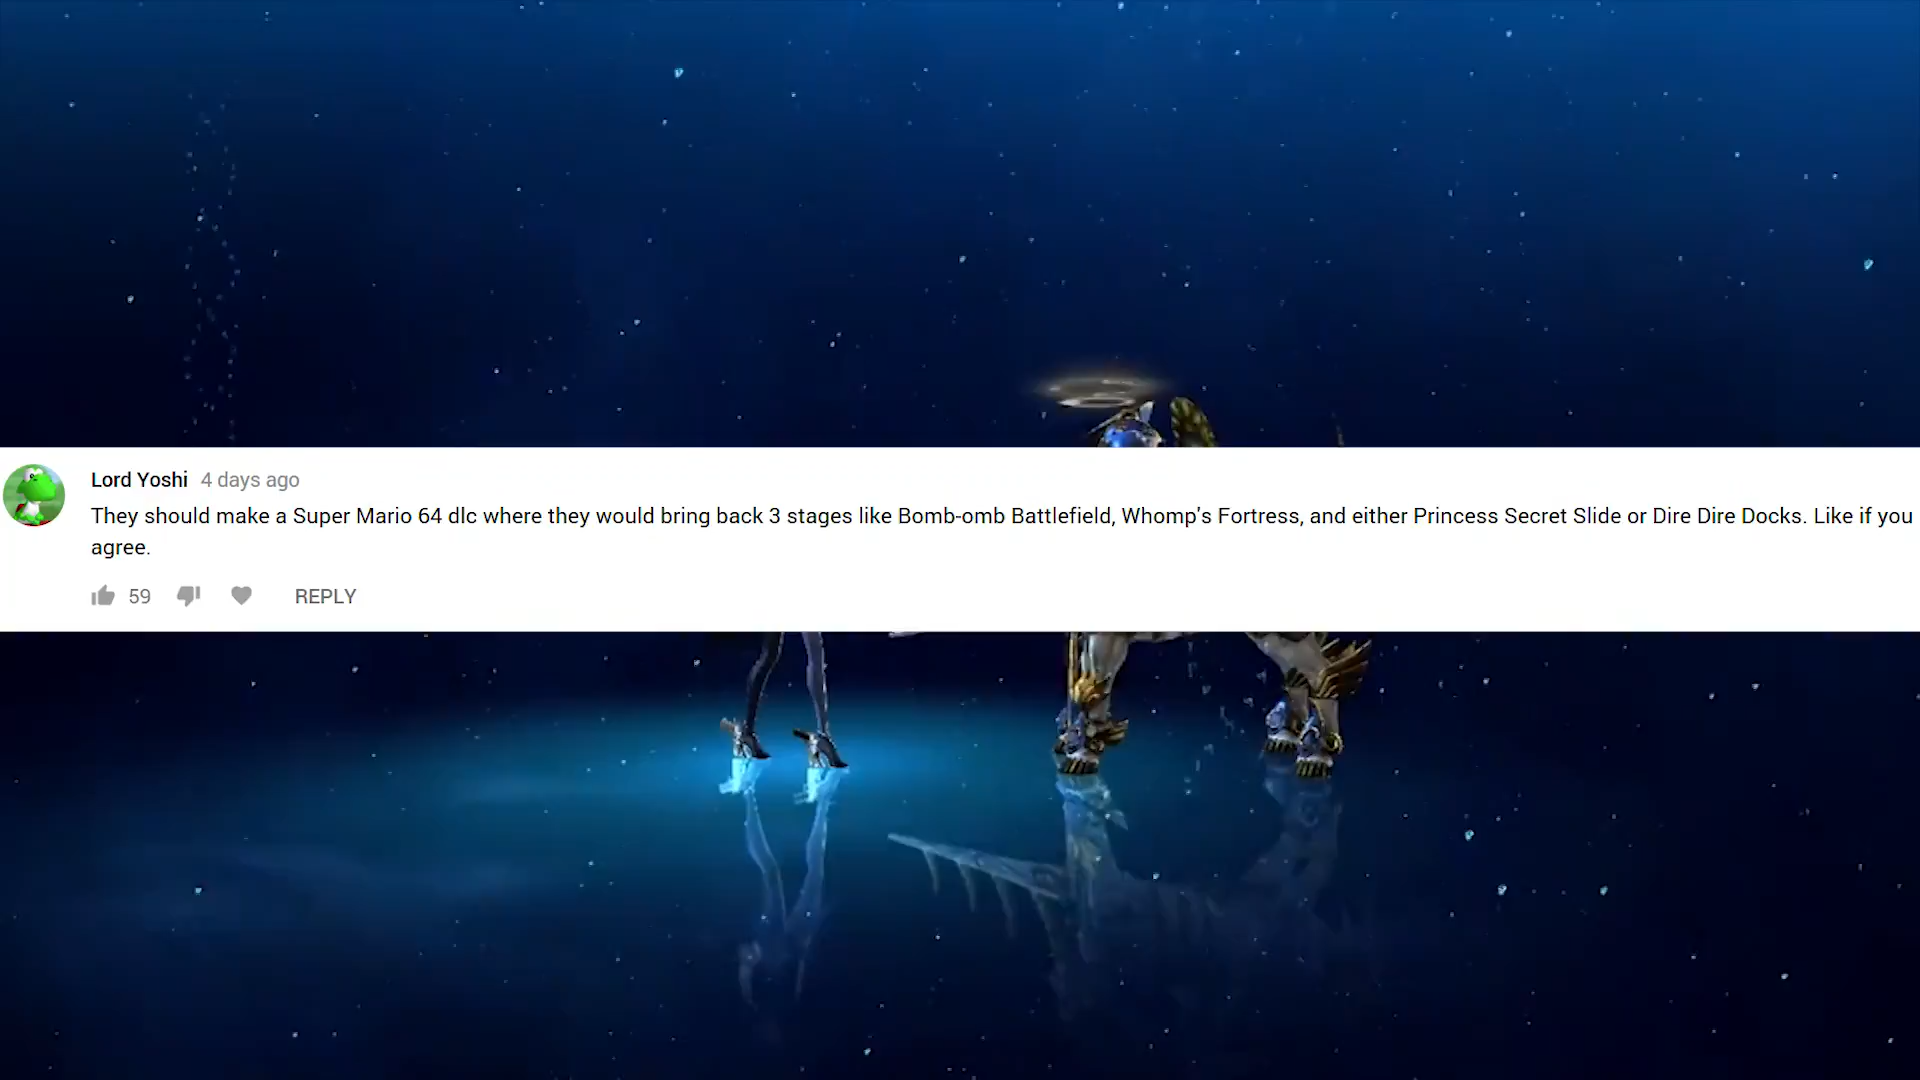 Lord Yoshi 4 days ago
They should make a Super Mario 64 dlc where they would bring back 3 stages like Bomb-omb Battlefield, Whomp's Fortress, and either Princess Secret Slide or Dire Dire Docks. Like if you
agree.
59 REPLY